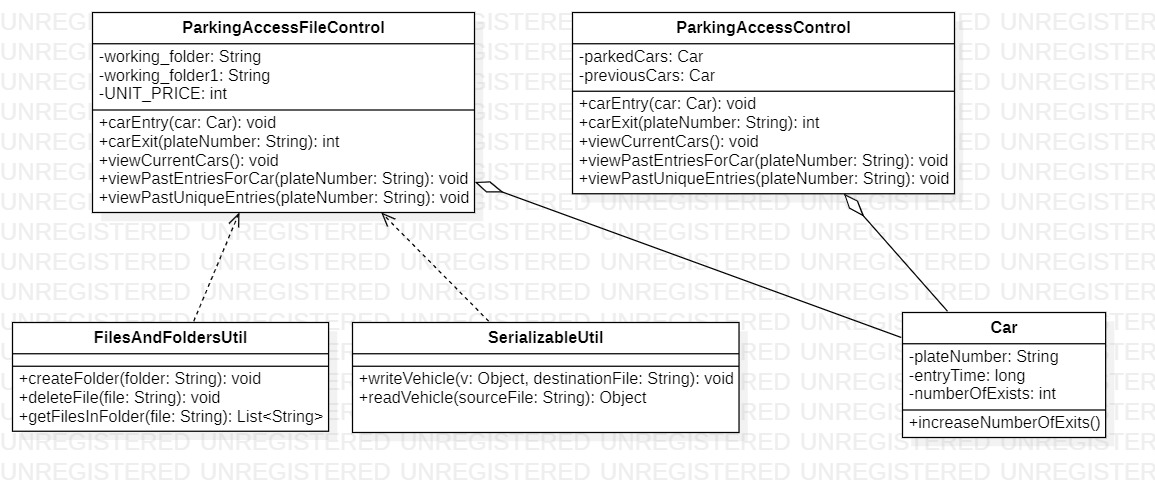 ParkingAccessFileControl
-working_folder: String
-working_folder1: String
-UNIT_PRICE: int
+carEntry(car: Car): void
+carExit(plateNumber: String): int
+viewCurrentCars(): void
+viewPastEntriesForCar(plateNumber: String): void
+viewPastUniqueEntries(plateNumber: String): void
ParkingAccessControl
-parkedCars: Car
-previousCars: Car
+carEntry(car: Car): void
+carExit(plateNumber: String): int
+viewCurrentCars(): void
+viewPastEntriesForCar(plateNumber: String): void
+viewPastUniqueEntries(plateNumber: String): void
FilesAndFoldersUtil
+createFolder(folder: String): void
+deleteFile(file: String): void
+getFilesInFolder(file: String): List<String>
SerializableUtil
+writeVehicle(v: Object, destinationFile: String): void
+readVehicle(sourceFile: String): Object
Car
-plateNumber: String
-entryTime: long
-numberOfExists: int
+increaseNumberOfExits()
UNREGISTERED UNREGISTERED UNREGISTERED UNREGISTERED UNREGISTERED UNREGISTERED